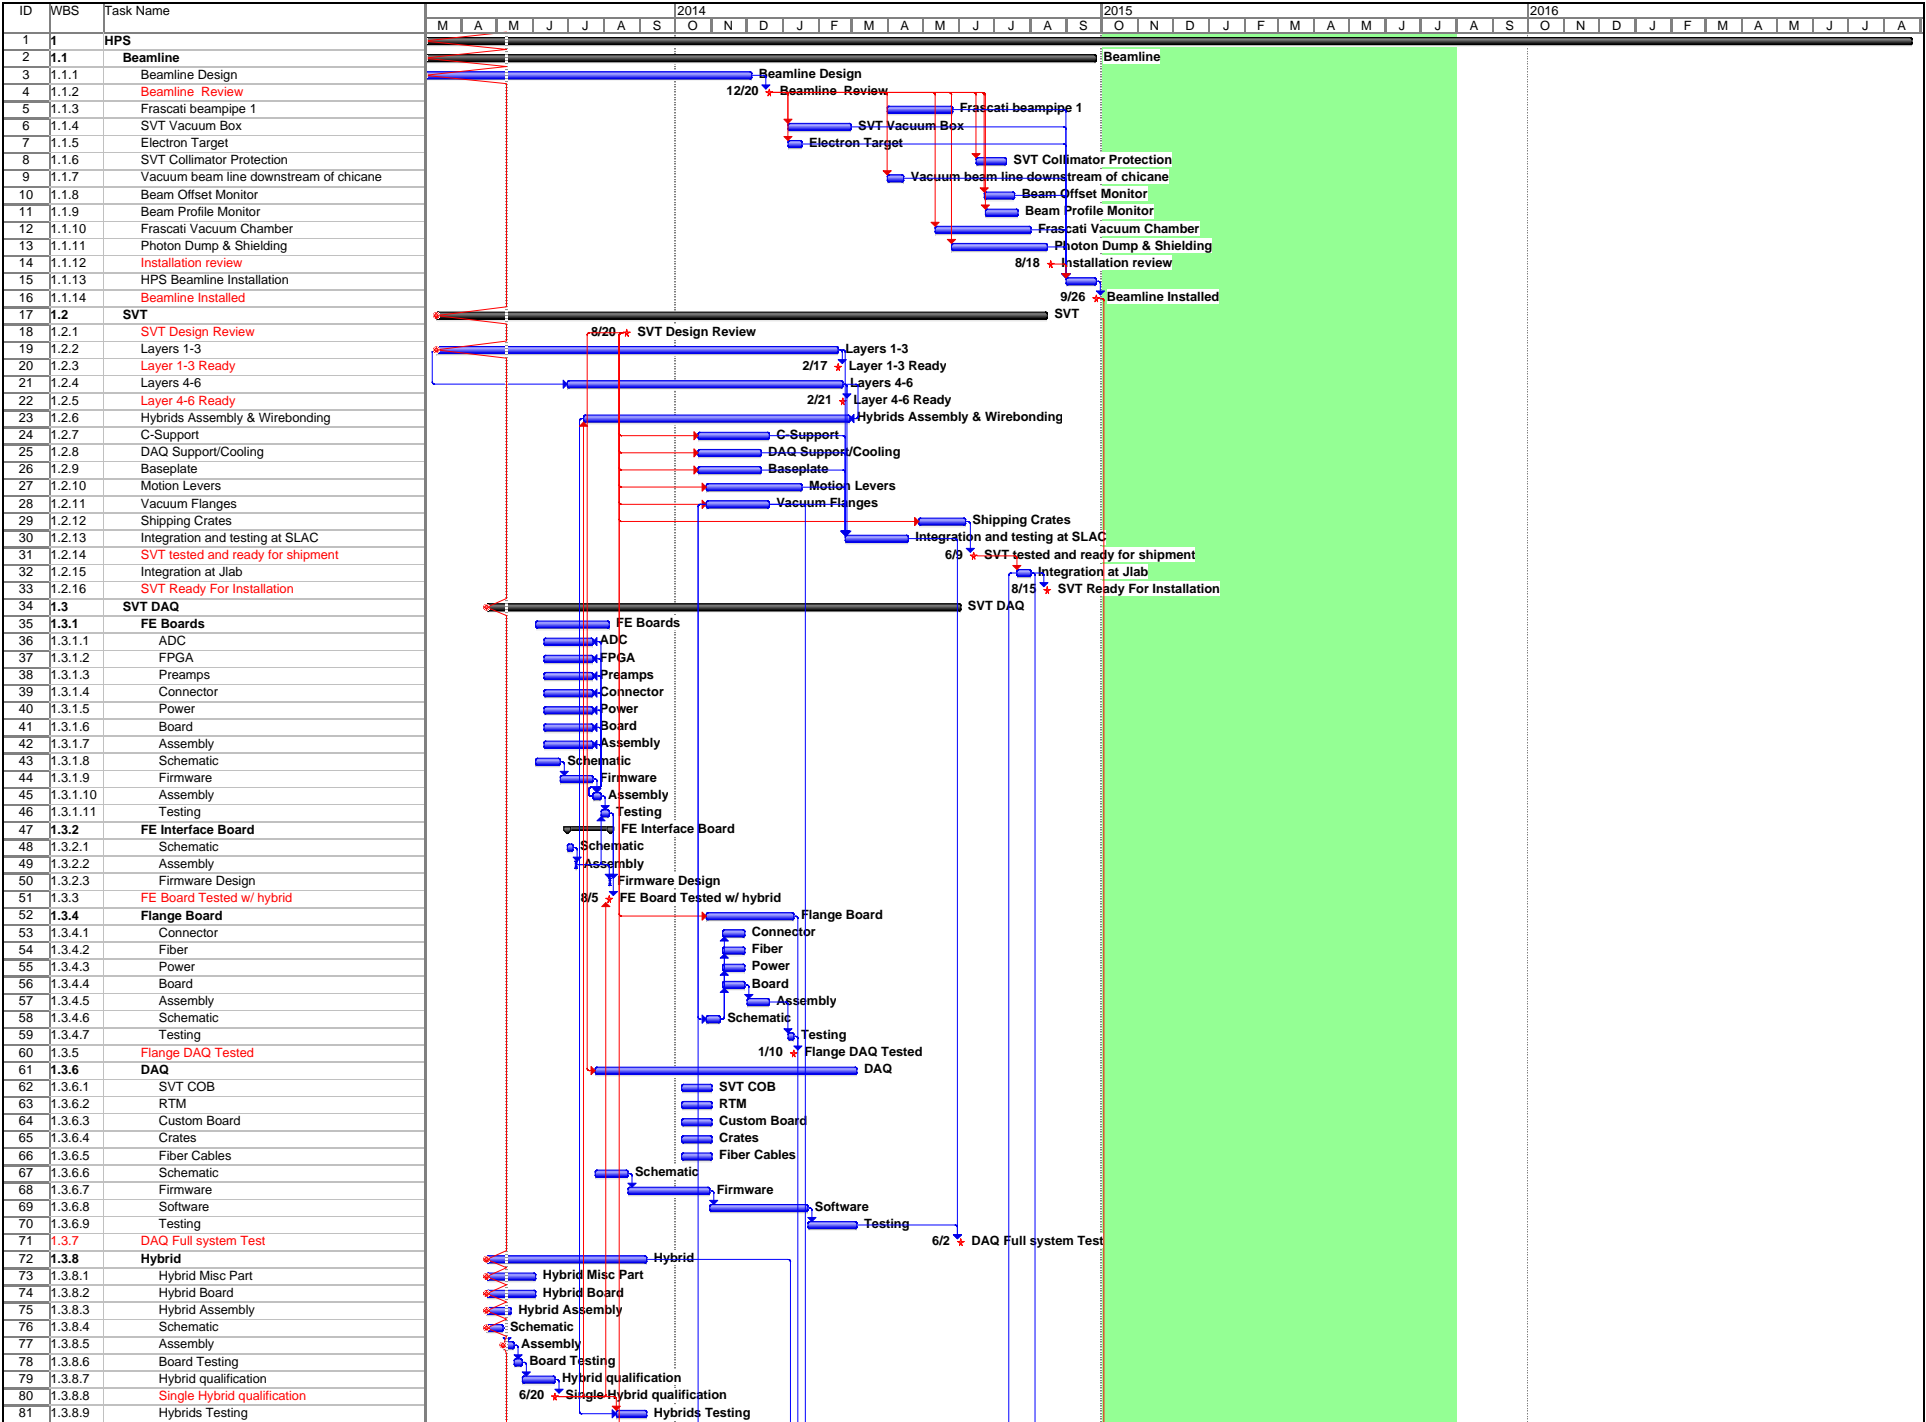 ID WBS Task Name 2014 2015 2016
M A M J J A S O N D J F M A M J J A S O N D J F M A M J J A S O N D J F M A M J J A
1 1 HPS
2 1.1 Beamline Beamline
3 1.1.1 Beamline Design Beamline Design
4 1.1.2 Beamline Review 12/20 Beamline Review
5 1.1.3 Frascati beampipe 1 Frascati beampipe 1
6 1.1.4 SVT Vacuum Box SVT Vacuum Box
7 1.1.5 Electron Target Electron Target
8 1.1.6 SVT Collimator Protection SVT Collimator Protection
9 1.1.7 Vacuum beam line downstream of chicane Vacuum beam line downstream of chicane
10 1.1.8 Beam Offset Monitor Beam Offset Monitor
11 1.1.9 Beam Profile Monitor Beam Profile Monitor
12 1.1.10 Frascati Vacuum Chamber Frascati Vacuum Chamber
13 1.1.11 Photon Dump & Shielding Photon Dump & Shielding
14 1.1.12 Installation review 8/18 Installation review
15 1.1.13 HPS Beamline Installation
16 1.1.14 Beamline Installed 9/26 Beamline Installed
17 1.2 SVT SVT
18 1.2.1 SVT Design Review 8/20 SVT Design Review
19 1.2.2 Layers 1-3 Layers 1-3
20 1.2.3 Layer 1-3 Ready 2/17 Layer 1-3 Ready
21 1.2.4 Layers 4-6 Layers 4-6
22 1.2.5 Layer 4-6 Ready 2/21 Layer 4-6 Ready
23 1.2.6 Hybrids Assembly & Wirebonding Hybrids Assembly & Wirebonding
24 1.2.7 C-Support C-Support
25 1.2.8 DAQ Support/Cooling DAQ Support/Cooling
26 1.2.9 Baseplate Baseplate
27 1.2.10 Motion Levers Motion Levers
28 1.2.11 Vacuum Flanges Vacuum Flanges
29 1.2.12 Shipping Crates Shipping Crates
30 1.2.13 Integration and testing at SLAC Integration and testing at SLAC
31 1.2.14 SVT tested and ready for shipment 6/9 SVT tested and ready for shipment
32 1.2.15 Integration at Jlab Integration at Jlab
33 1.2.16 SVT Ready For Installation 8/15 SVT Ready For Installation
34 1.3 SVT DAQ SVT DAQ
35 1.3.1 FE Boards FE Boards
36 1.3.1.1 ADC ADC
37 1.3.1.2 FPGA FPGA
38 1.3.1.3 Preamps Preamps
39 1.3.1.4 Connector Connector
40 1.3.1.5 Power Power
41 1.3.1.6 Board Board
42 1.3.1.7 Assembly Assembly
43 1.3.1.8 Schematic Schematic
44 1.3.1.9 Firmware Firmware
45 1.3.1.10 Assembly Assembly
46 1.3.1.11 Testing Testing
47 1.3.2 FE Interface Board FE Interface Board
48 1.3.2.1 Schematic Schematic
49 1.3.2.2 Assembly Assembly
50 1.3.2.3 Firmware Design Firmware Design
51 1.3.3 FE Board Tested w/ hybrid 8/5 FE Board Tested w/ hybrid
52 1.3.4 Flange Board Flange Board
53 1.3.4.1 Connector Connector
54 1.3.4.2 Fiber Fiber
55 1.3.4.3 Power Power
56 1.3.4.4 Board Board
57 1.3.4.5 Assembly Assembly
58 1.3.4.6 Schematic Schematic
59 1.3.4.7 Testing Testing
60 1.3.5 Flange DAQ Tested 1/10 Flange DAQ Tested
61 1.3.6 DAQ DAQ
62 1.3.6.1 SVT COB SVT COB
63 1.3.6.2 RTM RTM
64 1.3.6.3 Custom Board Custom Board
65 1.3.6.4 Crates Crates
66 1.3.6.5 Fiber Cables Fiber Cables
67 1.3.6.6 Schematic Schematic
68 1.3.6.7 Firmware Firmware
69 1.3.6.8 Software Software
70 1.3.6.9 Testing Testing
71 1.3.7 DAQ Full system Test 6/2 DAQ Full system Test
72 1.3.8 Hybrid Hybrid
73 1.3.8.1 Hybrid Misc Part Hybrid Misc Part
74 1.3.8.2 Hybrid Board Hybrid Board
75 1.3.8.3 Hybrid Assembly Hybrid Assembly
76 1.3.8.4 Schematic Schematic
77 1.3.8.5 Assembly Assembly
78 1.3.8.6 Board Testing Board Testing
79 1.3.8.7 Hybrid qualification Hybrid qualification
80 1.3.8.8 Single Hybrid qualification 6/20 Single Hybrid qualification
81 1.3.8.9 Hybrids Testing Hybrids Testing